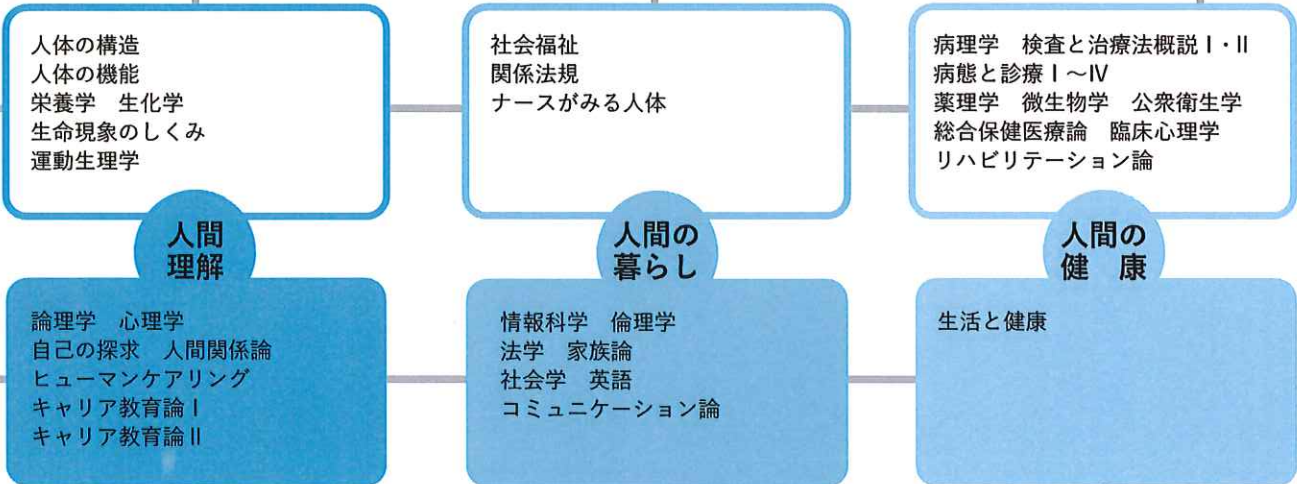 人体の構造
人体の機能
栄養学　生化学
生命現象のしくみ
運動生理学
社会福祉
関係法規
ナースがみる人体
病理学　検査と治療法概説Ⅰ・Ⅱ
病態と診療Ⅰ～Ⅳ
薬理学　微生物学　公衆衛生学
総合保健医療論　臨床心理学
リハビリテーション論
人間
理解
人間の
暮らし
人間の
健　康
論理学　心理学
自己の探求　人間関係論
ヒューマンケアリング
キャリア教育論Ⅰ
キャリア教育論Ⅱ
情報科学　倫理学
法学　家族論
社会学　英語
コミュニケーション論
生活と健康